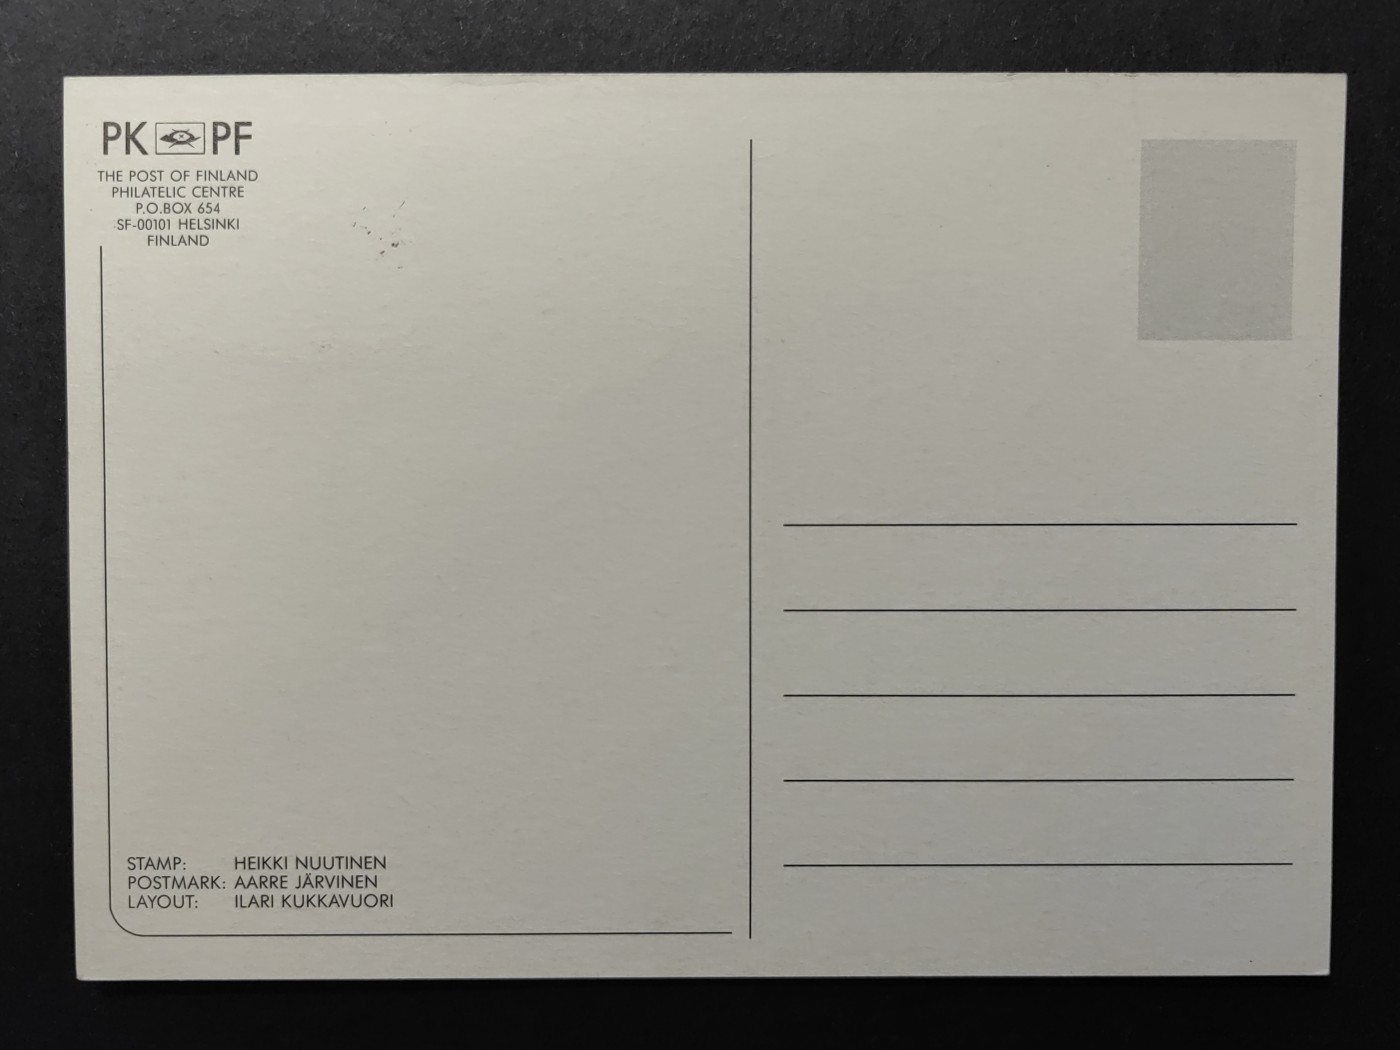 PK PF
THE POST OF FINLAND
PHILATELIC CENTRE
P.O.BOX 654
SF-00101 HELSINKI
FINLAND
STAMP: HEIKKI NUUTINEN
POSTMARK: AARRE JÄRVINEN
LAYOUT: ILARI KUKKAVUORI